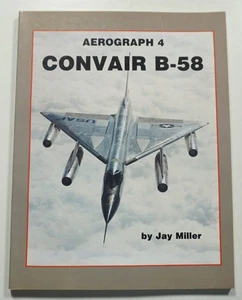 AEROGRAPH 4
CONVAIR B-58
USAF
by Jay Miller